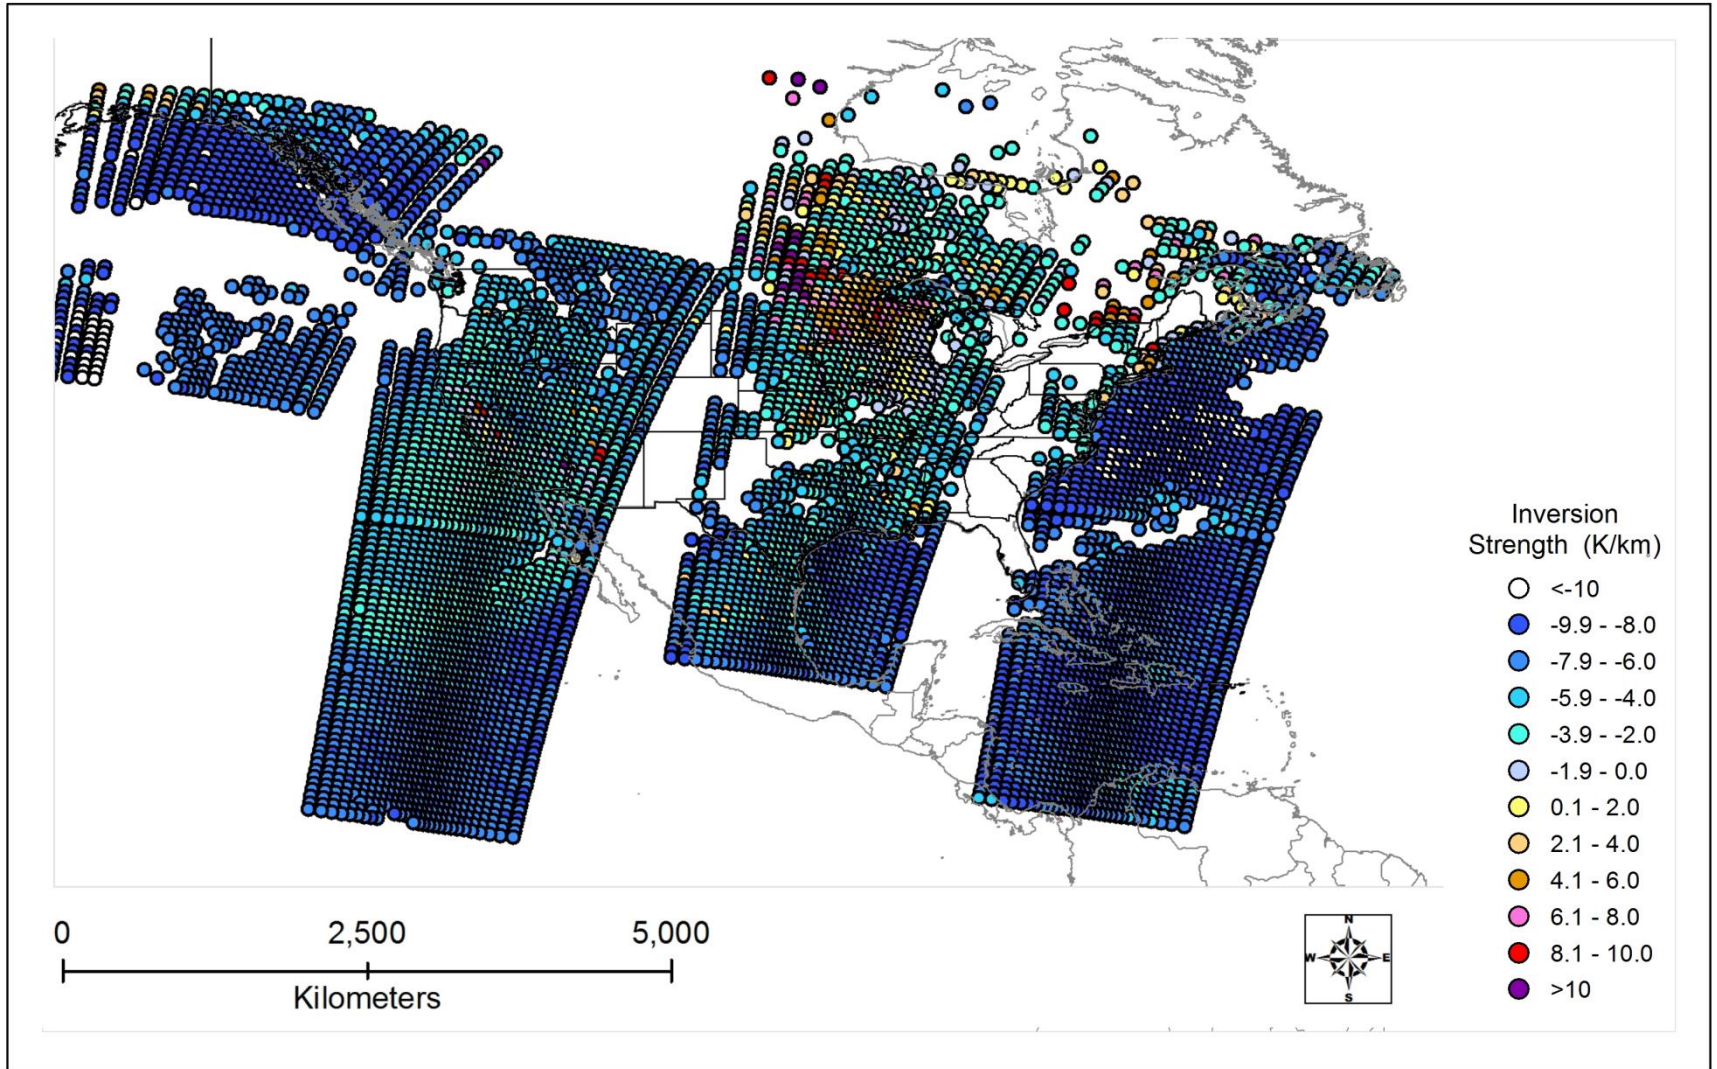 Inversion
Strength (K/km)
<-10
-9.9 - -8.0
-7.9 - -6.0
-5.9 - -4.0
-3.9 - -2.0
-1.9 - 0.0
0.1 - 2.0
2.1 - 4.0
4.1 - 6.0
6.1 - 8.0
8.1 - 10.0
>10
0 2,500 5,000
Kilometers
N
W E
S